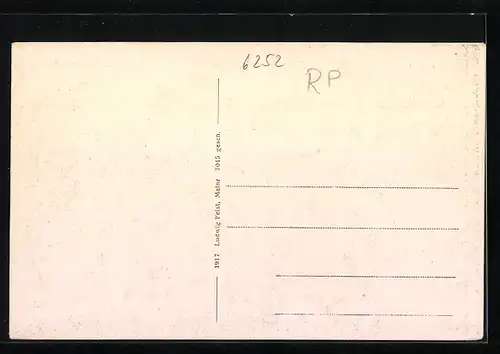 6252
RP
1917 Ludwig Feist, Mainz 7015 gesch.